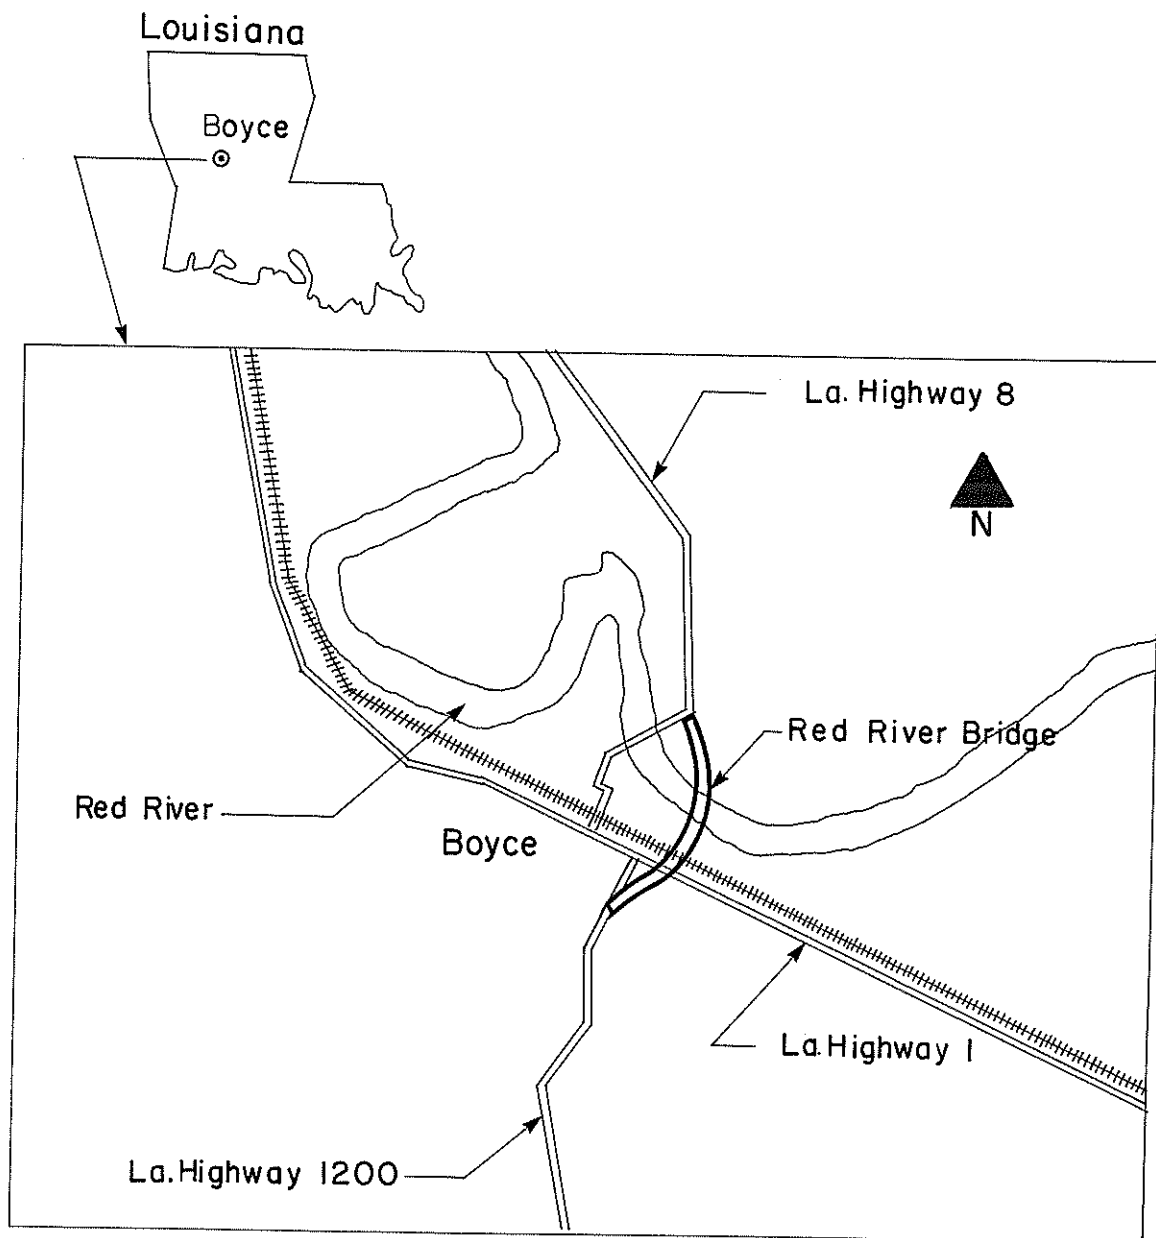 Louisiana
Boyce
La. Highway 8
N
Red River Bridge
Red River
Boyce
La. Highway 1
La. Highway 1200